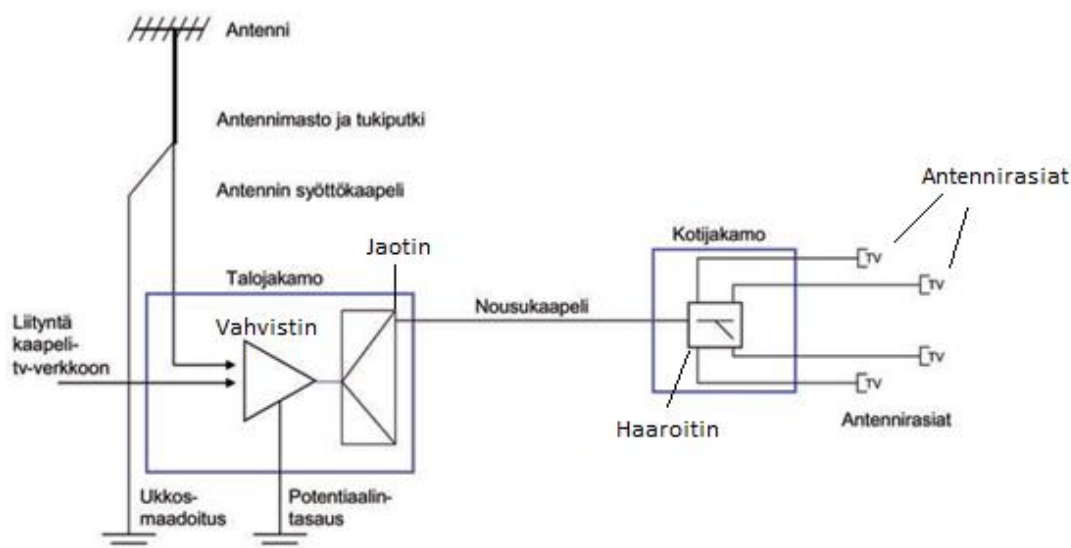 Antenni
Antennimasto ja tukiputki
Antennin syöttökaapeli
Antennirasiat
Jaotin
Kotijakamo
TV
Talojakamo
TV
Nousukaapeli
Liityntä
kaapeli-
tv-verkkoon
Vahvistin
TV
TV
Haaroitin
Antennirasiat
Ukkos-
maadoitus
Potentiaalin-
tasaus